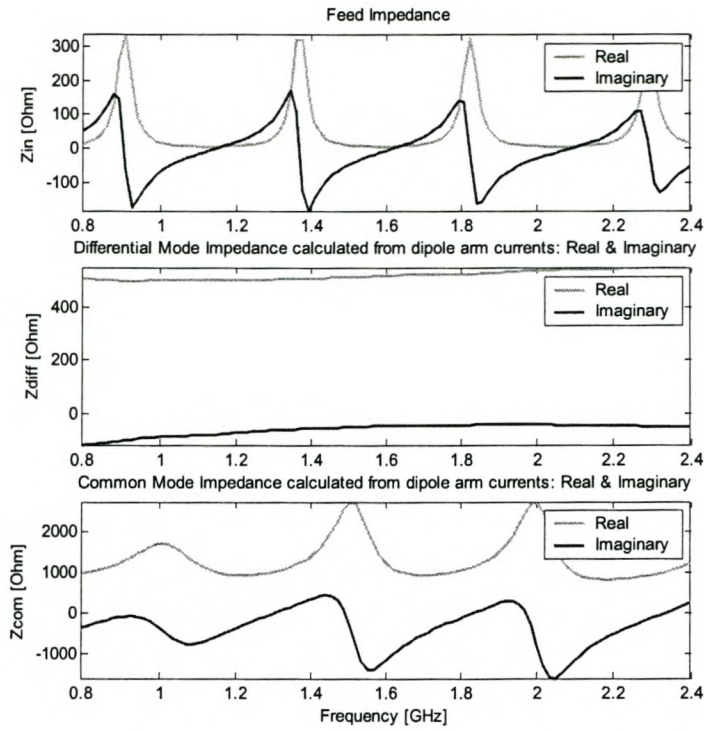 Feed Impedance
Zin [Ohm]
300
200
100
0
-100
Real
Imaginary
0.8 1 1.2 1.4 1.6 1.8 2 2.2 2.4
Differential Mode Impedance calculated from dipole arm currents: Real & Imaginary
Zdiff [Ohm]
400
200
0
Real
Imaginary
0.8 1 1.2 1.4 1.6 1.8 2 2.2 2.4
Common Mode Impedance calculated from dipole arm currents: Real & Imaginary
Zcom [Ohm]
2000
1000
0
-1000
Real
Imaginary
0.8 1 1.2 1.4 1.6 1.8 2 2.2 2.4
Frequency [GHz]